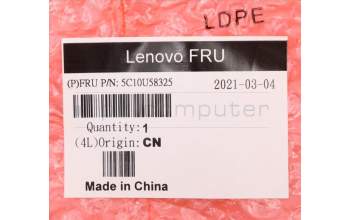 LDPE
Lenovo FRU
(P)FRU P/N: 5C10U58325 2021-03-04
Quantity:1
(4L)Origin: CN
Made in China